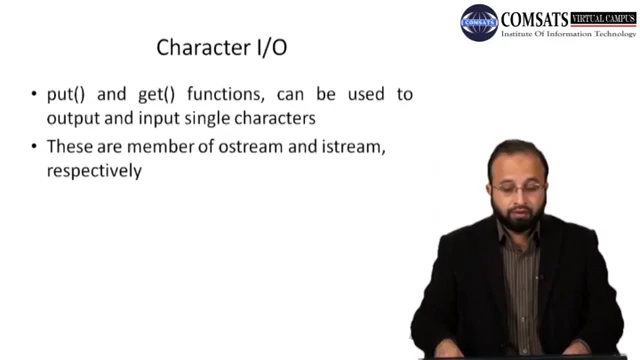 COMSATS VIRTUAL CAMPUS
Institute Of Information Technology
Character I/O
• put() and get() functions, can be used to
output and input single characters
• These are member of ostream and istream,
respectively